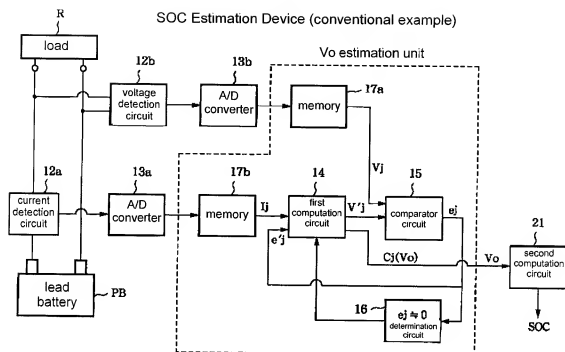 SOC Estimation Device (conventional example)
R
load
Vo estimation unit
12b
voltage
detection
circuit
13b
A/D
converter
17a
memory
Vj
12a
current
detection
circuit
13a
A/D
converter
17b
memory
Ij
e'j
14
first
computation
circuit
V'j
15
comparator
circuit
ej
Cj(Vo)
Vo
21
second
computation
circuit
SOC
16
ej ≒ 0
determination
circuit
lead
battery
PB